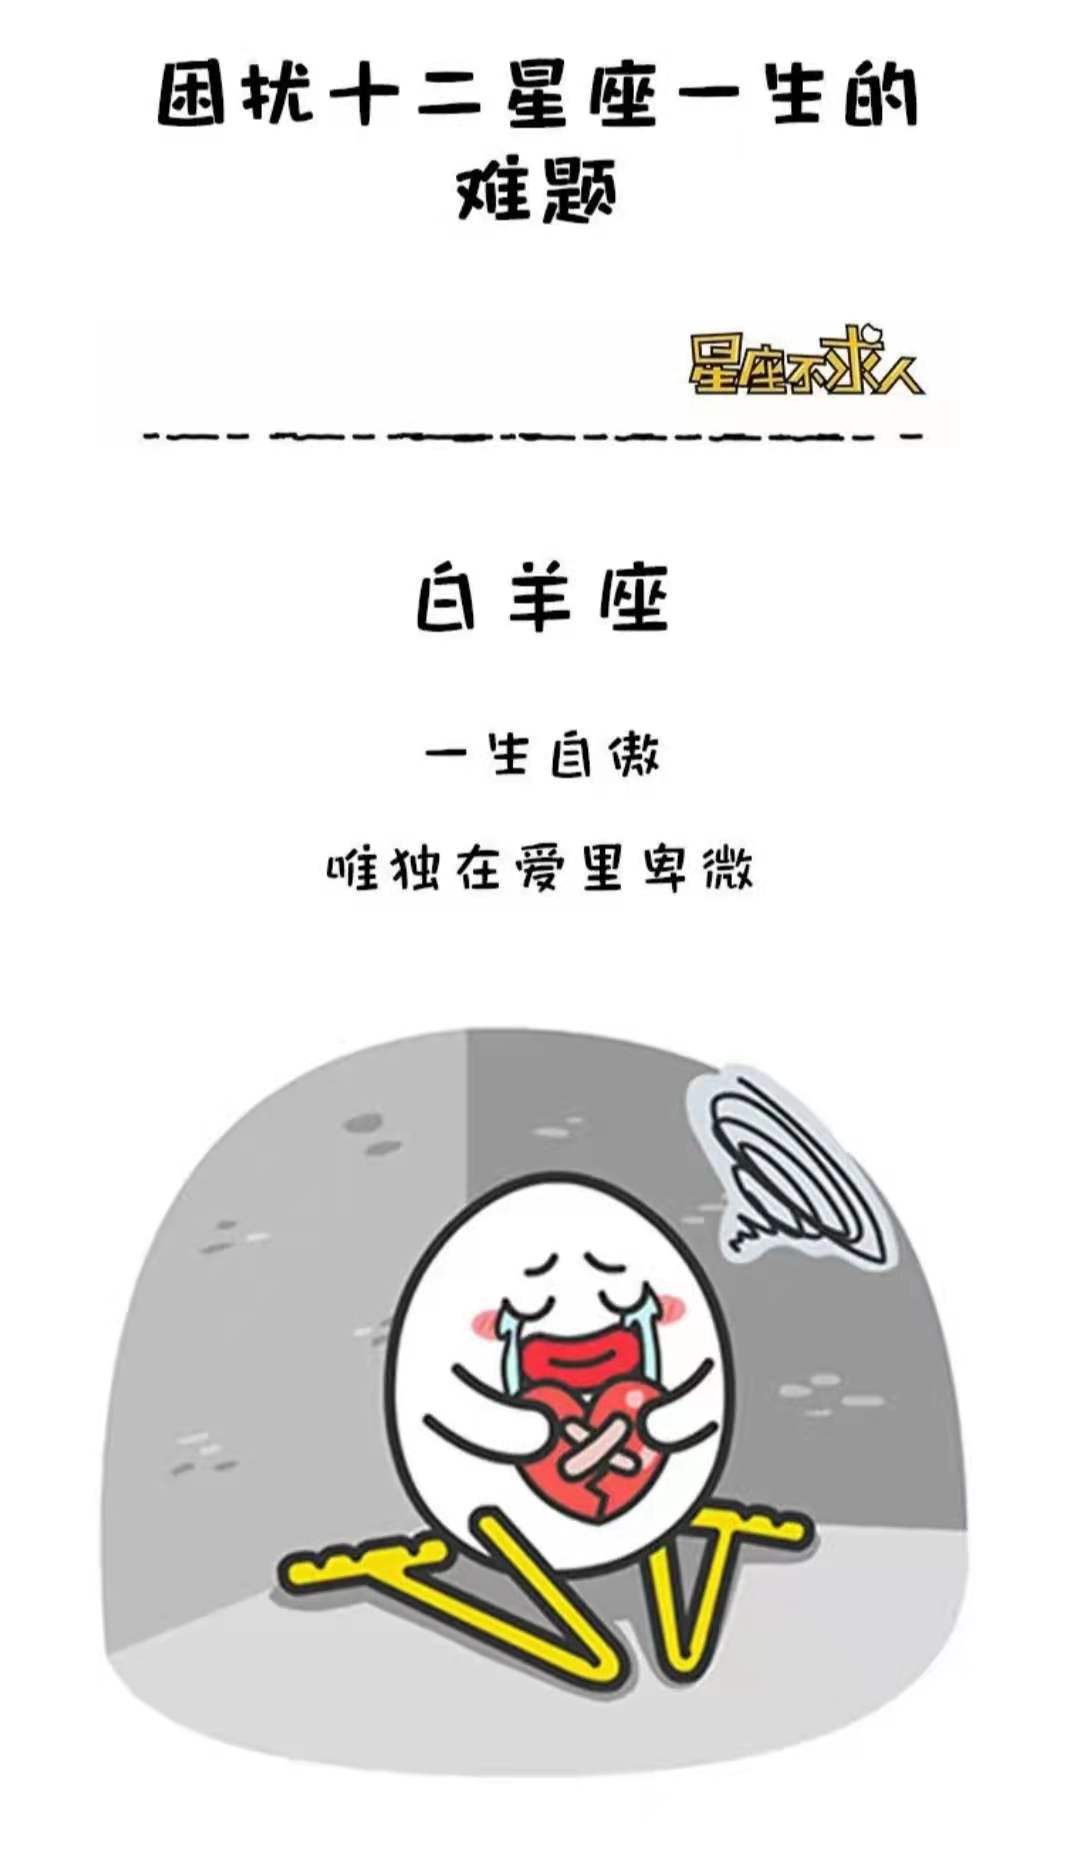 困扰十二星座一生的
难题
星座不求人
白羊座
一生自傲
唯独在爱里卑微